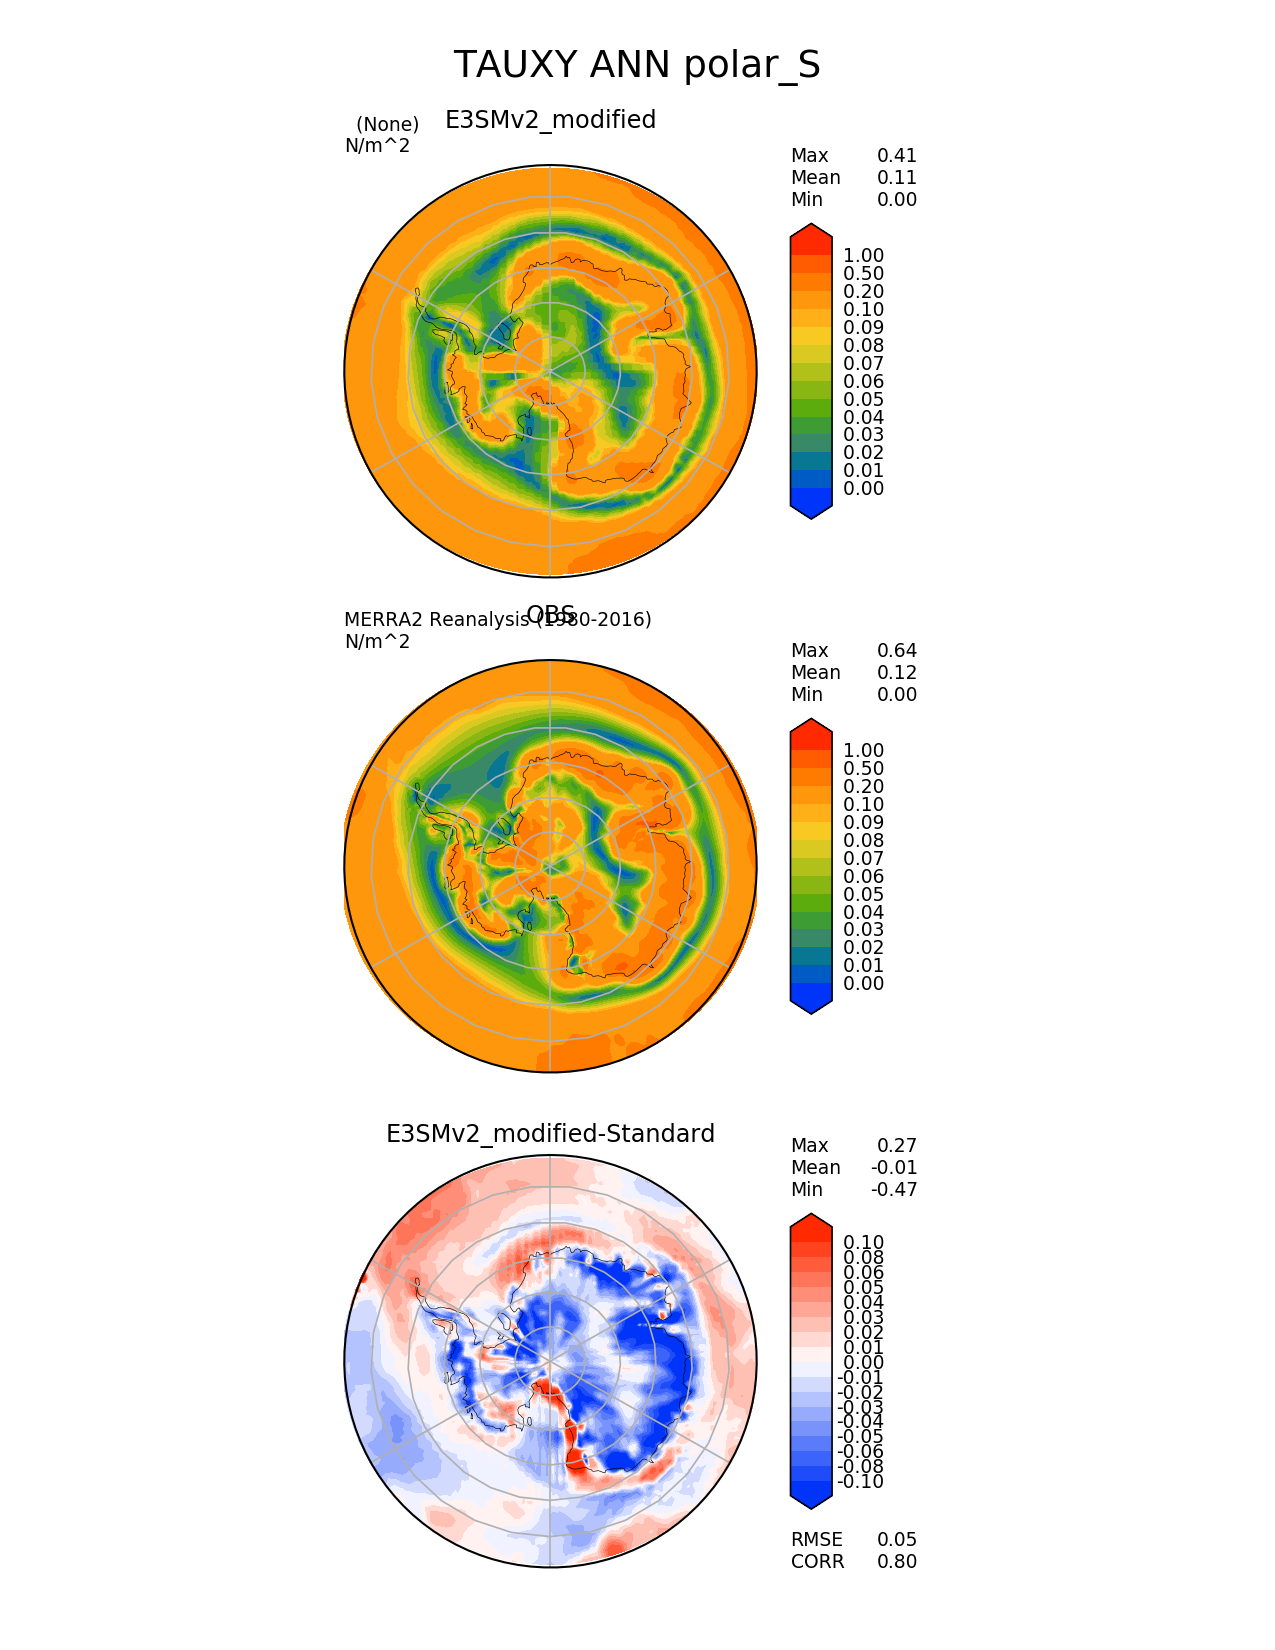 TAUXY ANN polar_S
E3SMv2_modified
(None)
N/m^2
Max 0.41
Mean 0.11
Min 0.00
1.00
0.50
0.20
0.10
0.09
0.08
0.07
0.06
0.05
0.04
0.03
0.02
0.01
0.00
OBS
MERRA2 Reanalysis (1980-2016)
N/m^2
Max 0.64
Mean 0.12
Min 0.00
1.00
0.50
0.20
0.10
0.09
0.08
0.07
0.06
0.05
0.04
0.03
0.02
0.01
0.00
E3SMv2_modified-Standard
Max 0.27
Mean -0.01
Min -0.47
0.10
0.08
0.06
0.05
0.04
0.03
0.02
0.01
0.00
-0.01
-0.02
-0.03
-0.04
-0.05
-0.06
-0.08
-0.10
RMSE 0.05
CORR 0.80